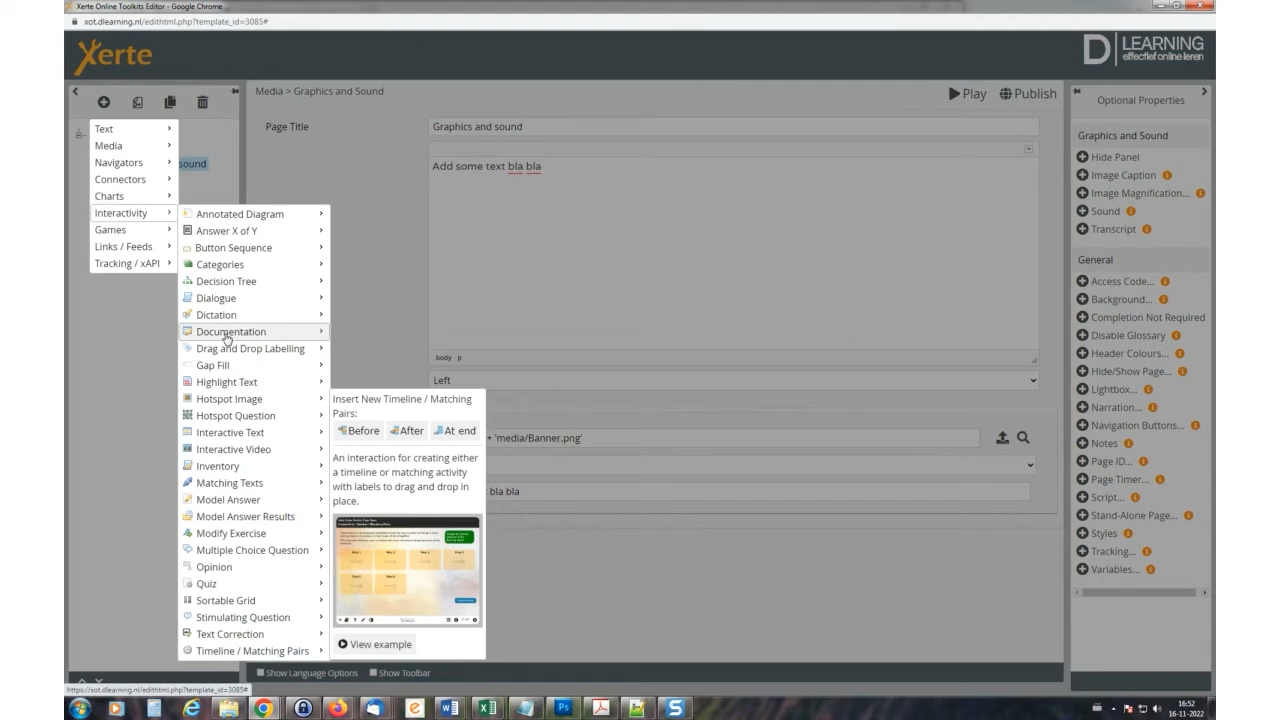 Xerte Online Toolkits Editor - Google Chrome
xot.dlearning.nl/edithtml.php?template_id=3085#
Xerte
D LEARNING
effectief online leren
Media > Graphics and Sound
Play Publish
Optional Properties
Page Title
Graphics and sound
Add some text bla bla
body p
Left
+ 'media/Banner.png'
t bla bla
Text
Media
Navigators
Connectors
Charts
Interactivity
Games
Links / Feeds
Tracking / xAPI
sound
Annotated Diagram
Answer X of Y
Button Sequence
Categories
Decision Tree
Dialogue
Dictation
Documentation
Drag and Drop Labelling
Gap Fill
Highlight Text
Hotspot Image
Hotspot Question
Interactive Text
Interactive Video
Inventory
Matching Texts
Model Answer
Model Answer Results
Modify Exercise
Multiple Choice Question
Opinion
Quiz
Sortable Grid
Stimulating Question
Text Correction
Timeline / Matching Pairs
Insert New Timeline / Matching
Pairs:
Before After At end
An interaction for creating either
a timeline or matching activity
with labels to drag and drop in
place.
View example
Graphics and Sound
Hide Panel
Image Caption
Image Magnification...
Sound
Transcript
General
Access Code...
Background...
Completion Not Required
Disable Glossary
Header Colours...
Hide/Show Page...
Lightbox...
Narration...
Navigation Buttons...
Notes
Page ID...
Page Timer...
Script...
Stand-Alone Page...
Styles
Tracking...
Variables...
Show Language Options Show Toolbar
https://xot.dlearning.nl/edithtml.php?template_id=3085#
16:52
16-11-2022